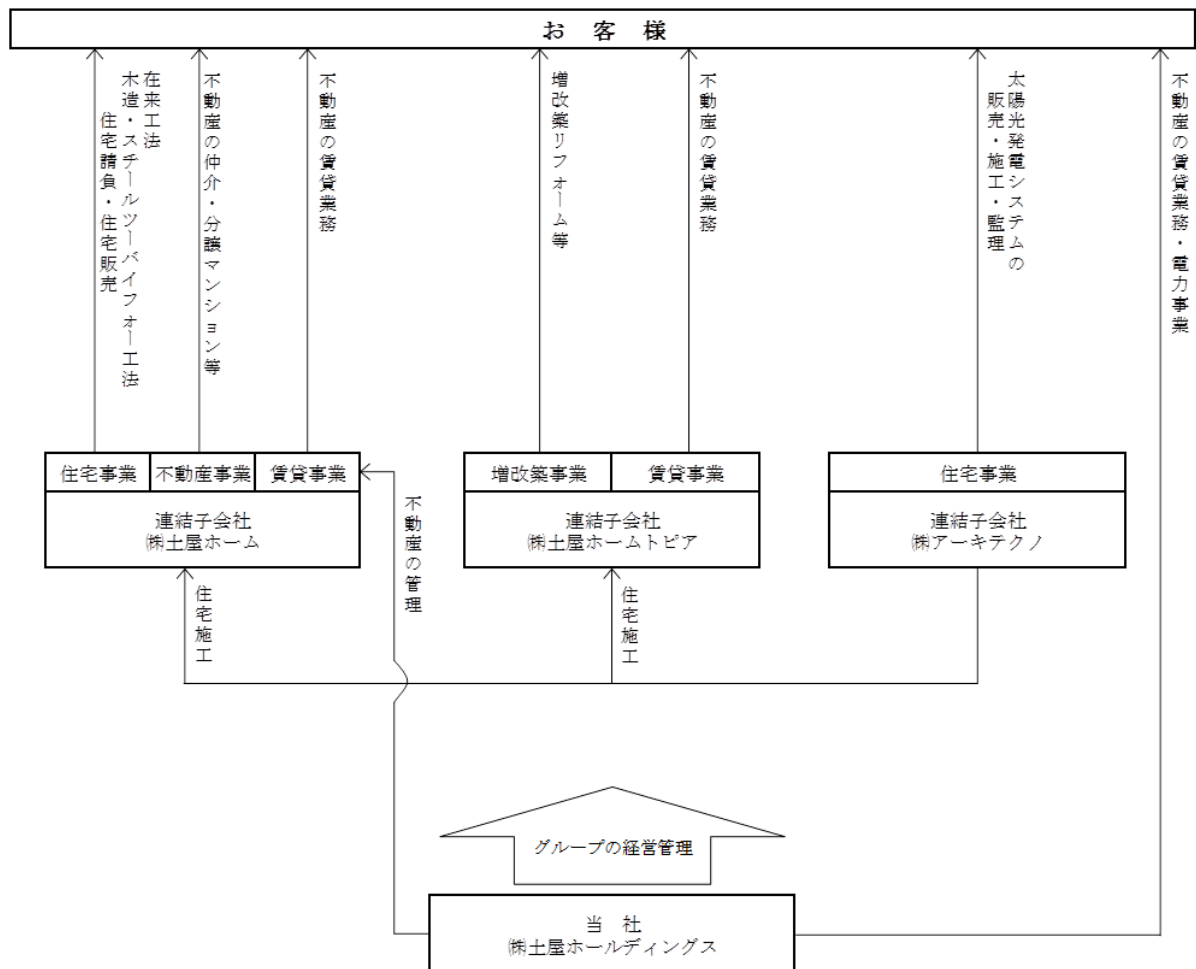 お 客 様
在来工法
木造・スチールツーバイフォー工法
住宅請負・住宅販売
不動産の仲介・分譲マンション等
不動産の賃貸業務
増改築リフォーム等
不動産の賃貸業務
太陽光発電システムの
販売・施工・監理
不動産の賃貸業務・電力事業
住宅事業
不動産事業
賃貸事業
連結子会社
㈱土屋ホーム
増改築事業
賃貸事業
連結子会社
㈱土屋ホームトピア
住宅事業
連結子会社
㈱アーキテクノ
不動産の管理
住宅施工
住宅施工
グループの経営管理
当 社
㈱土屋ホールディングス